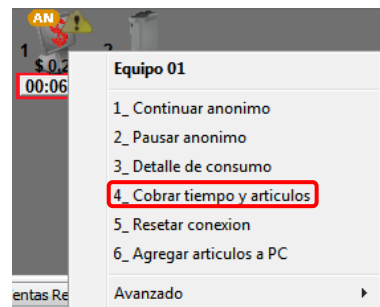 AN
1
2
$ 0,2
00:06
Equipo 01
1_ Continuar anonimo
2_ Pausar anonimo
3_ Detalle de consumo
4_ Cobrar tiempo y articulos
5_ Resetar conexion
6_ Agregar articulos a PC
entas Re
Avanzado